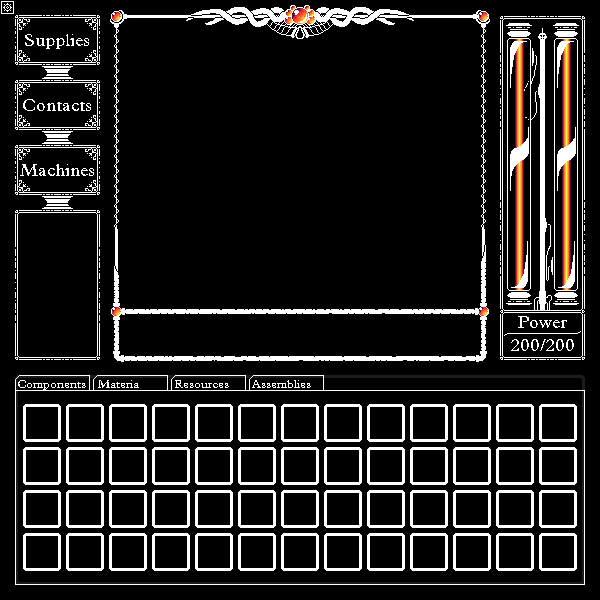 Supplies
Contacts
Machines
Power
200/200
Components
Materia
Resources
Assemblies